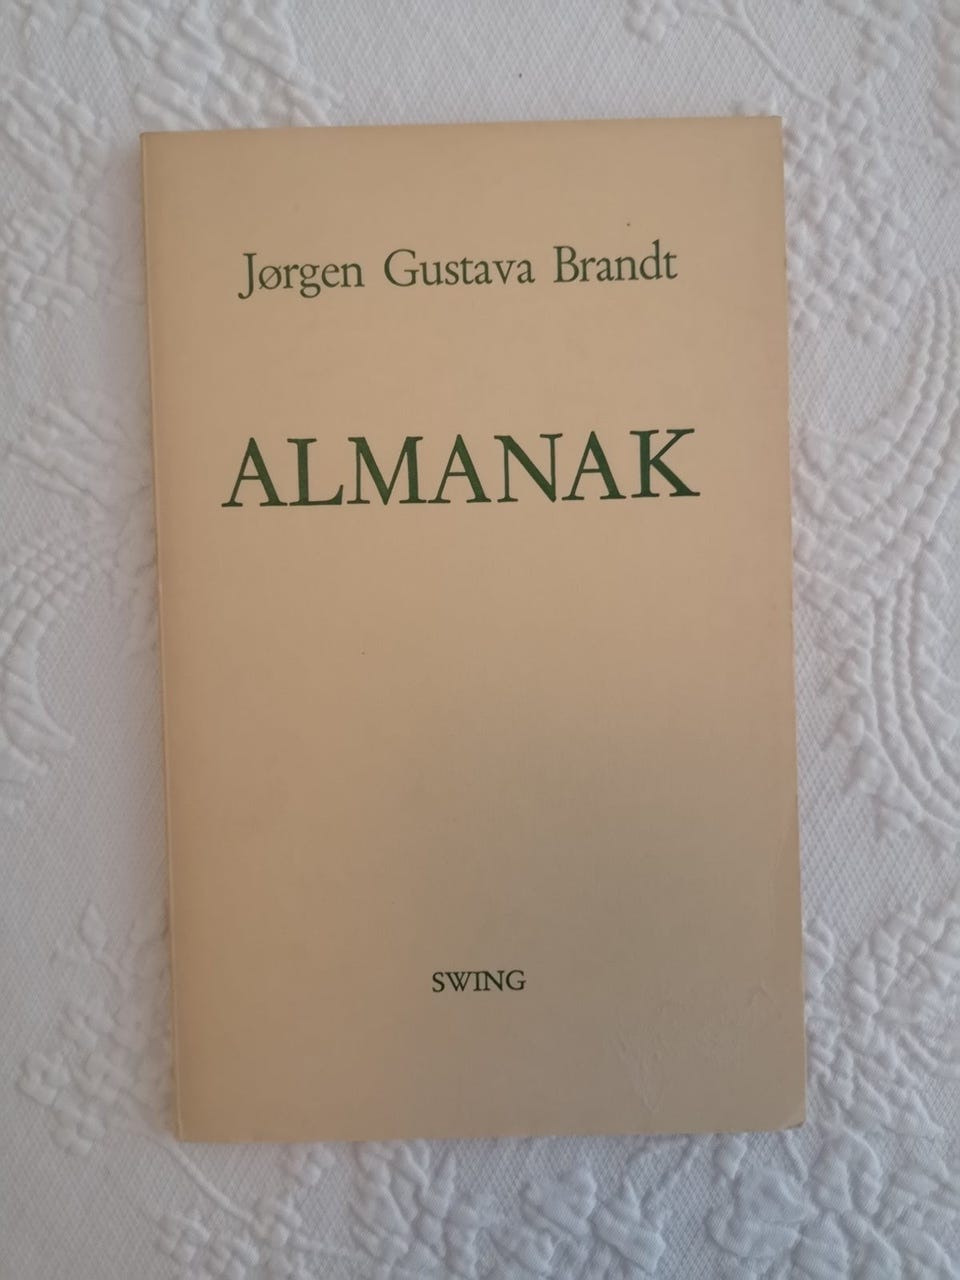 Jørgen Gustava Brandt
ALMANAK
SWING